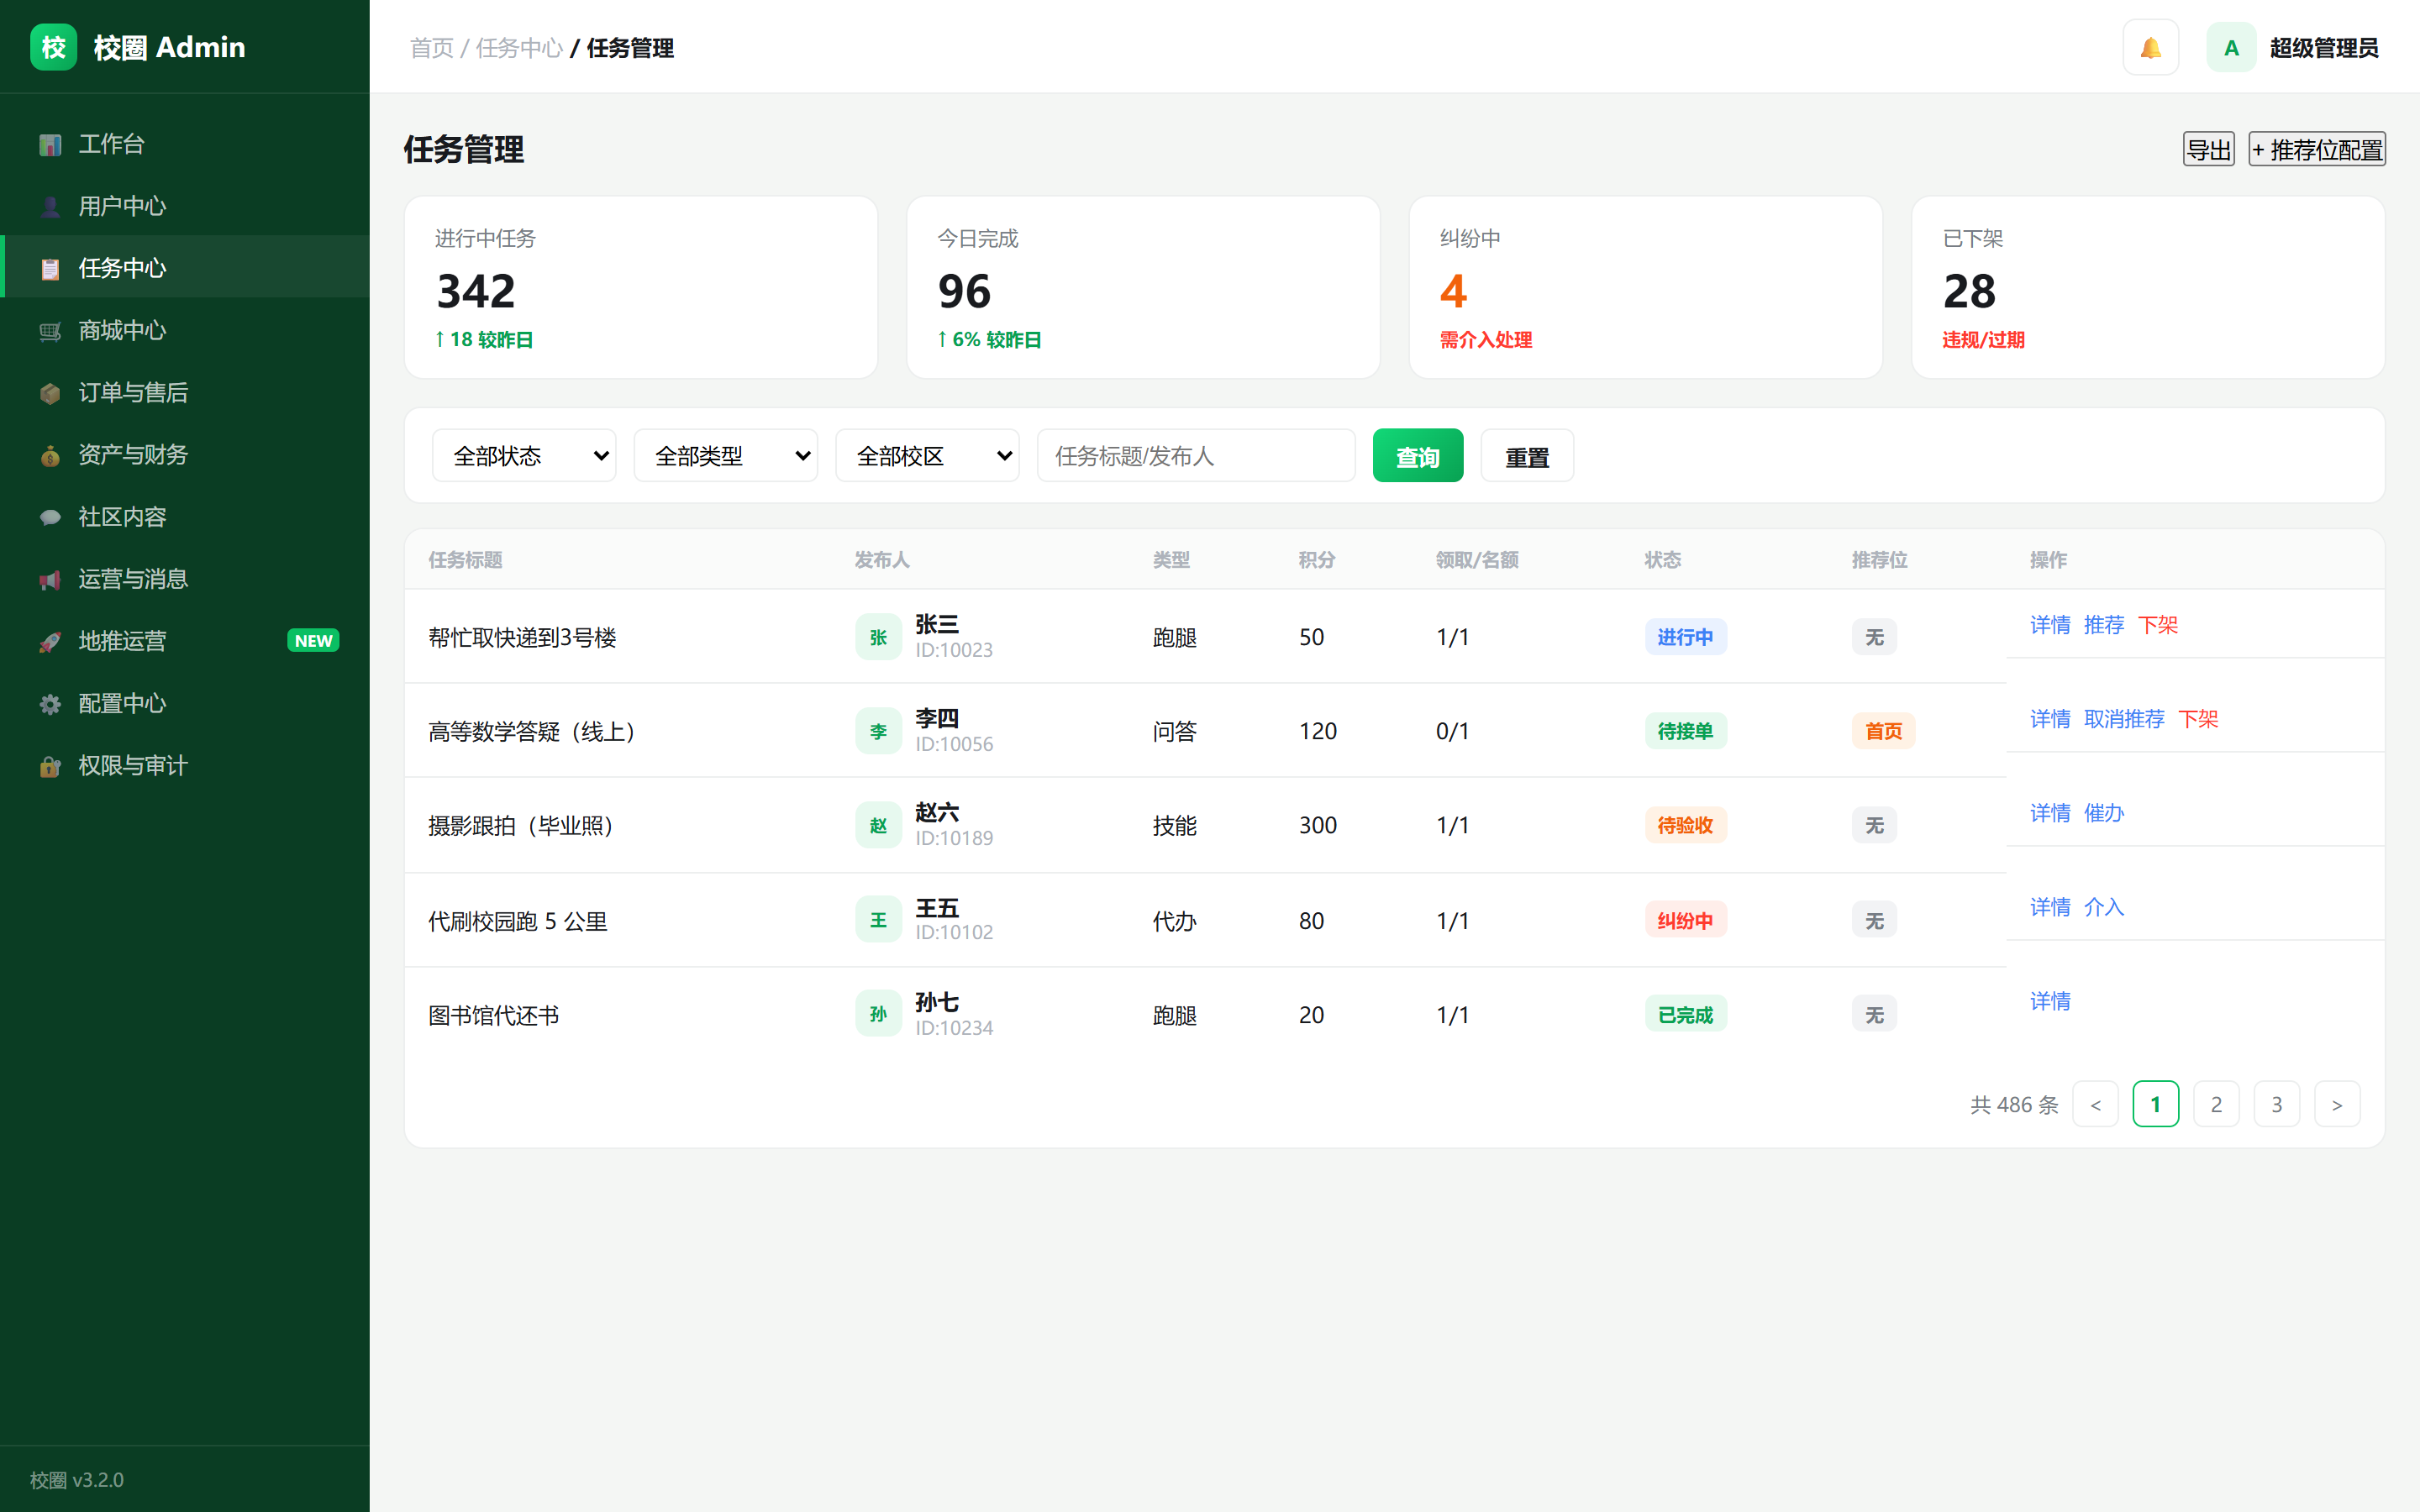 校 校圈 Admin
首页 / 任务中心 / 任务管理
A 超级管理员
工作台
用户中心
任务中心
商城中心
订单与售后
资产与财务
社区内容
运营与消息
地推运营 NEW
配置中心
权限与审计
校圈 v3.2.0
任务管理
导出 + 推荐位配置
进行中任务
342
↑ 18 较昨日
今日完成
96
↑ 6% 较昨日
纠纷中
4
需介入处理
已下架
28
违规/过期
全部状态 全部类型 全部校区 任务标题/发布人 查询 重置
任务标题 发布人 类型 积分 领取/名额 状态 推荐位 操作
帮忙取快递到3号楼 张 张三 ID:10023 跑腿 50 1/1 进行中 无 详情 推荐 下架
高等数学答疑（线上） 李 李四 ID:10056 问答 120 0/1 待接单 首页 详情 取消推荐 下架
摄影跟拍（毕业照） 赵 赵六 ID:10189 技能 300 1/1 待验收 无 详情 催办
代刷校园跑 5 公里 王 王五 ID:10102 代办 80 1/1 纠纷中 无 详情 介入
图书馆代还书 孙 孙七 ID:10234 跑腿 20 1/1 已完成 无 详情
共 486 条 < 1 2 3 >